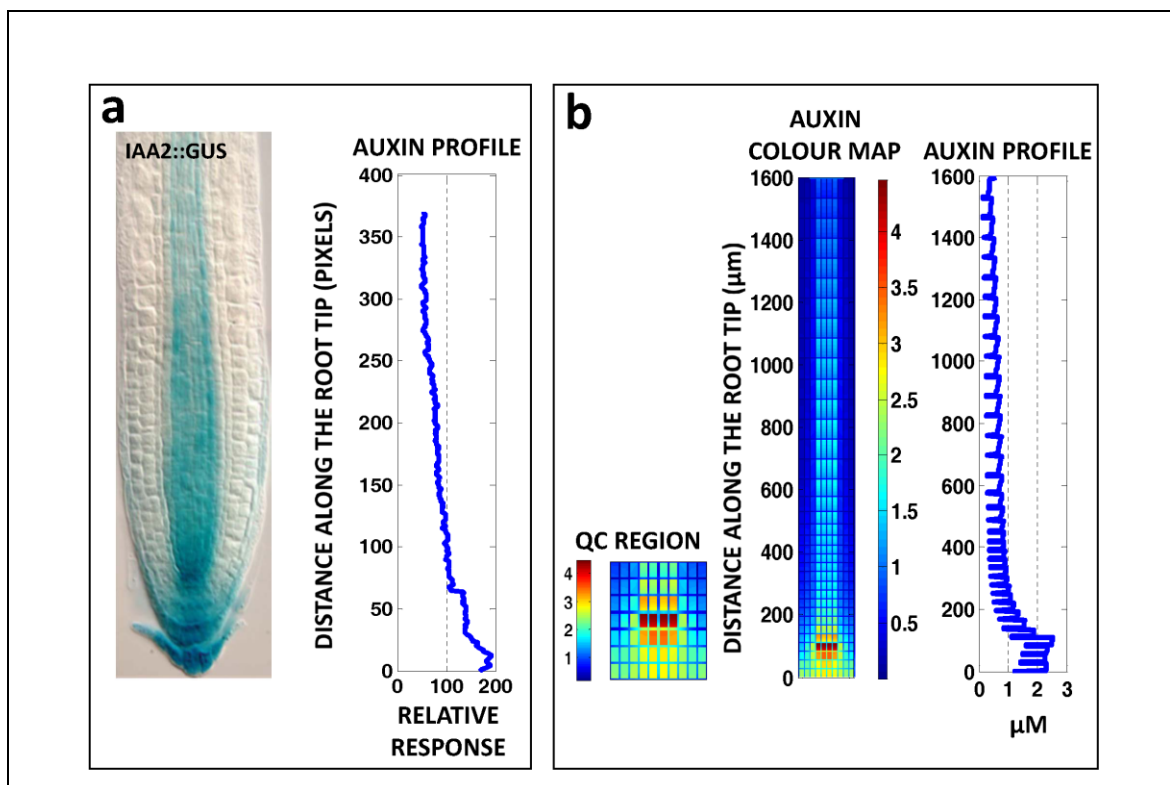 a
IAA2::GUS
AUXIN PROFILE
DISTANCE ALONG THE ROOT TIP (PIXELS)
400
350
300
250
200
150
100
50
0
0 100 200
RELATIVE
RESPONSE
b
QC REGION
4
3
2
1
AUXIN
COLOUR MAP
DISTANCE ALONG THE ROOT TIP (µm)
1600
1400
1200
1000
800
600
400
200
0
4
3.5
3
2.5
2
1.5
1
0.5
AUXIN PROFILE
1600
1400
1200
1000
800
600
400
200
0
0 1 2 3
µM